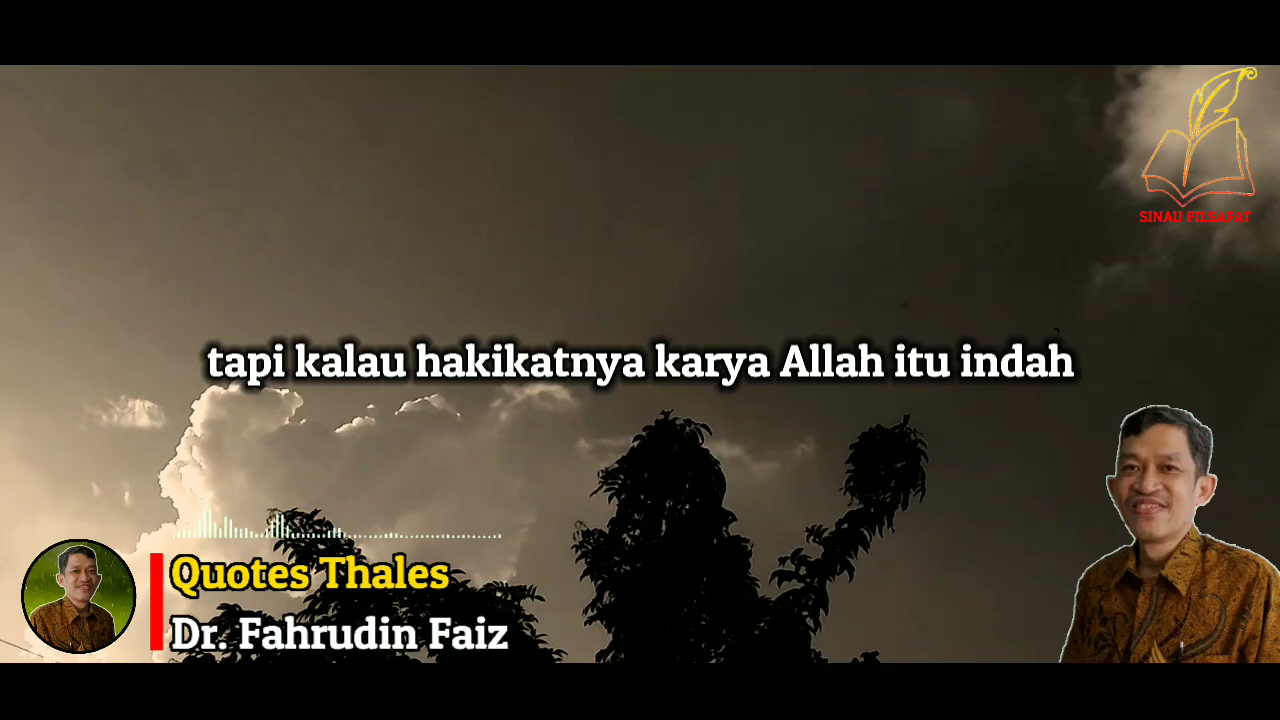 SINAU FILSAFAT
tapi kalau hakikatnya karya Allah itu indah
Quotes Thales
Dr. Fahrudin Faiz